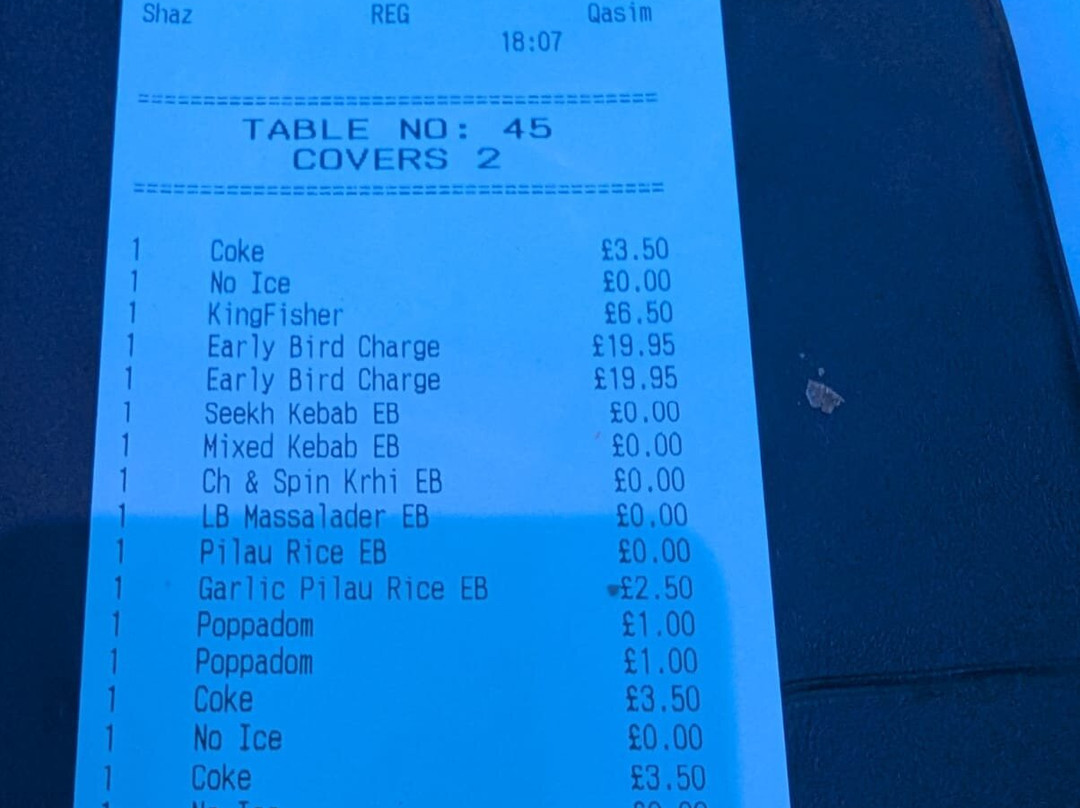 Shaz REG Qasim
18:07
========================================
TABLE NO: 45
COVERS 2
========================================
1 Coke £3.50
1 No Ice £0.00
1 KingFisher £6.50
1 Early Bird Charge £19.95
1 Early Bird Charge £19.95
1 Seekh Kebab EB £0.00
1 Mixed Kebab EB £0.00
1 Ch & Spin Krhi EB £0.00
1 LB Massalader EB £0.00
1 Pilau Rice EB £0.00
1 Garlic Pilau Rice EB £2.50
1 Poppadom £1.00
1 Poppadom £1.00
1 Coke £3.50
1 No Ice £0.00
1 Coke £3.50